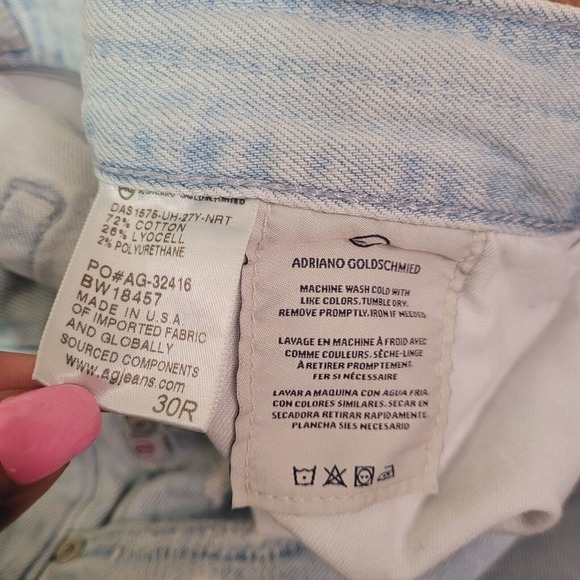 DAS1575-UH-27Y-NRT
72% COTTON
26% LYOCELL
2% POLYURETHANE
PO#AG-32416
BW18457
MADE IN U.S.A.
OF IMPORTED FABRIC
AND GLOBALLY
SOURCED COMPONENTS
www.agjeans.com
30R
ADRIANO GOLDSCHMIED
MACHINE WASH COLD WITH
LIKE COLORS. TUMBLE DRY.
REMOVE PROMPTLY. IRON IF NEEDED.
LAVAGE EN MACHINE À FROID AVEC
COMME COULEURS. SÈCHE-LINGE
À RETIRER PROMPTEMENT.
FER SI NÉCESSAIRE
LAVAR A MAQUINA CON AGUA FRIA.
CON COLORES SIMILARES. SECAR EN
SECADORA RETIRAR RAPIDAMENTE.
PLANCHA SIES NECESARIO